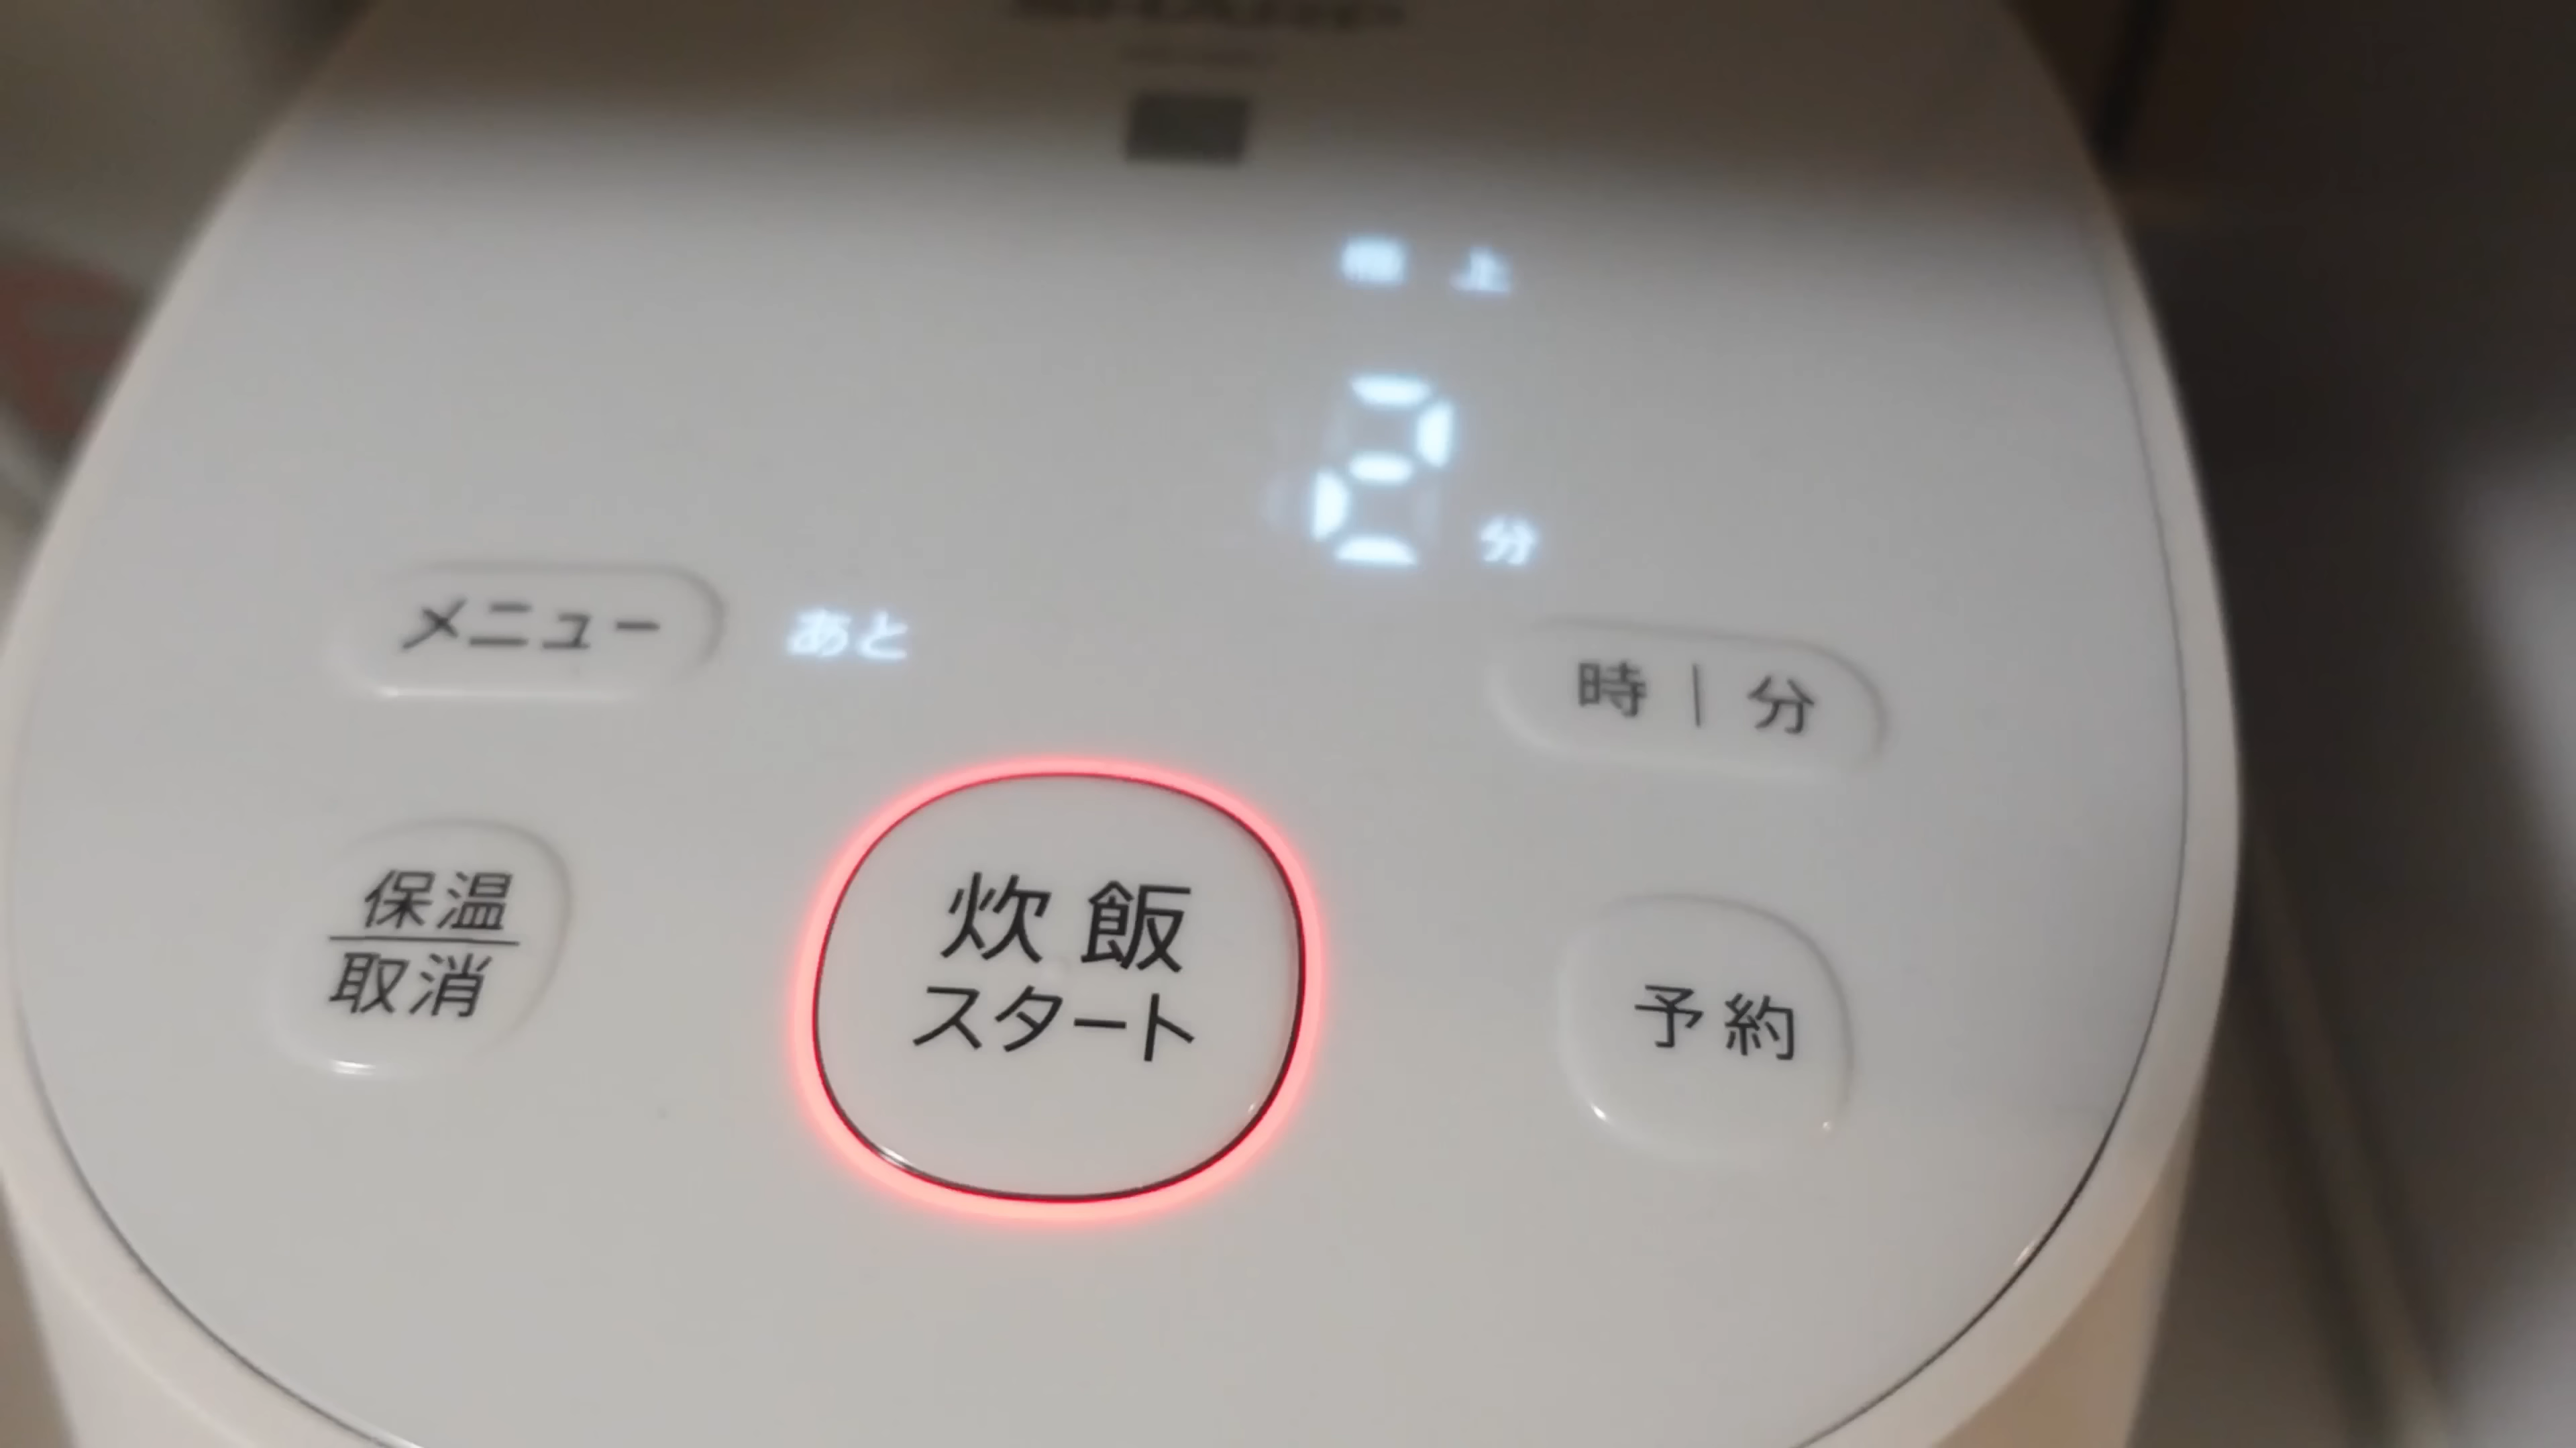 極上
2分
メニュー
あと
時|分
保温
取消
炊飯
スタート
予約